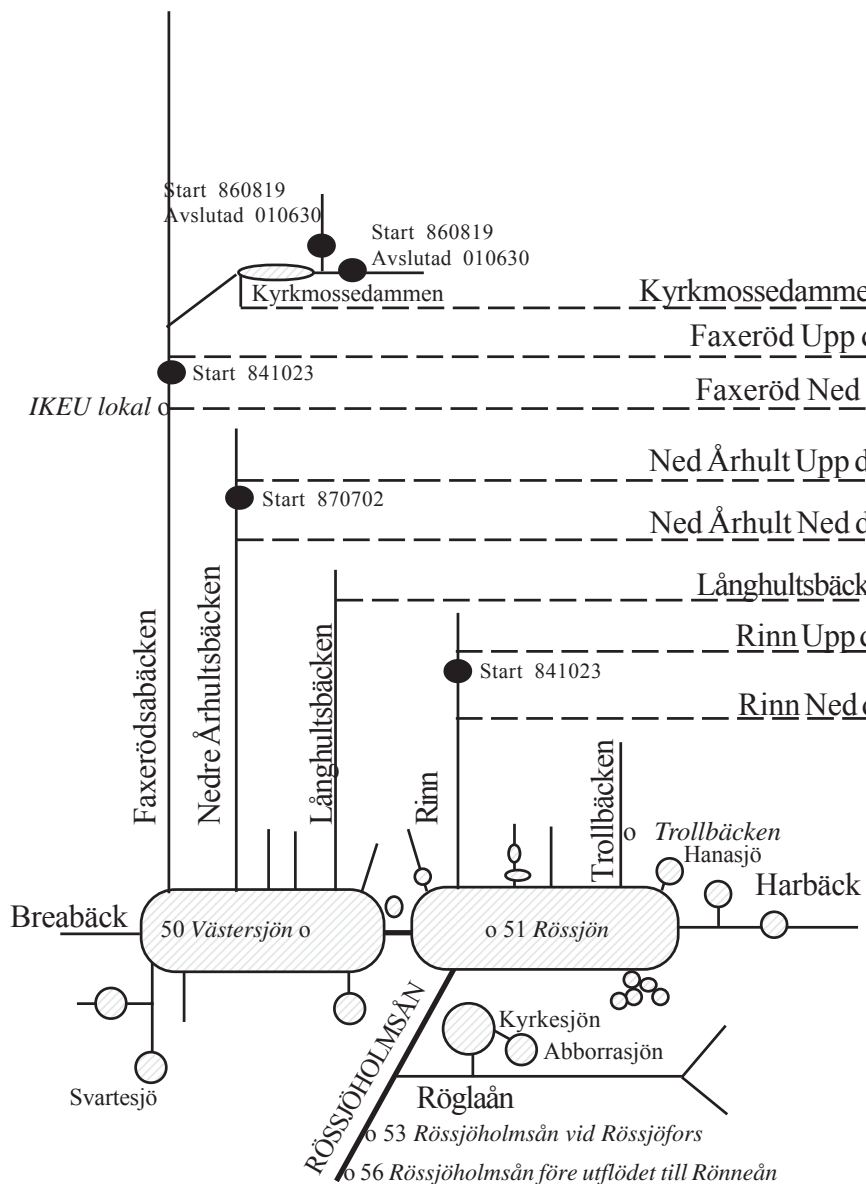 Start 860819
Avslutad 010630
Start 860819
Avslutad 010630
Kyrkmossedammen
Kyrkmossedamme
Faxeröd Upp d
Start 841023
IKEU lokal o
Faxeröd Ned
Ned Århult Upp d
Start 870702
Ned Århult Ned d
Långhultsbäck
Rinn Upp d
Start 841023
Rinn Ned d
Faxerödsabäcken
Nedre Århultsbäcken
Långhultsbäcken
Rinn
Trollbäcken
o Trollbäcken
Hanasjö
Harbäck
Breabäck
50 Västersjön o
o 51 Rössjön
RÖSSJÖHOLMSÅN
Kyrkesjön
Abborrasjön
Svartesjö
Röglaån
o 53 Rössjöholmsån vid Rössjöfors
o 56 Rössjöholmsån före utflödet till Rönneån